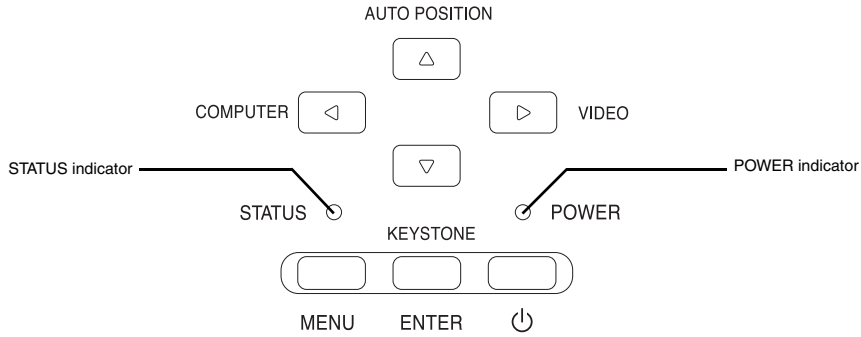 AUTO POSITION
COMPUTER
VIDEO
STATUS indicator
POWER indicator
STATUS
POWER
KEYSTONE
MENU
ENTER